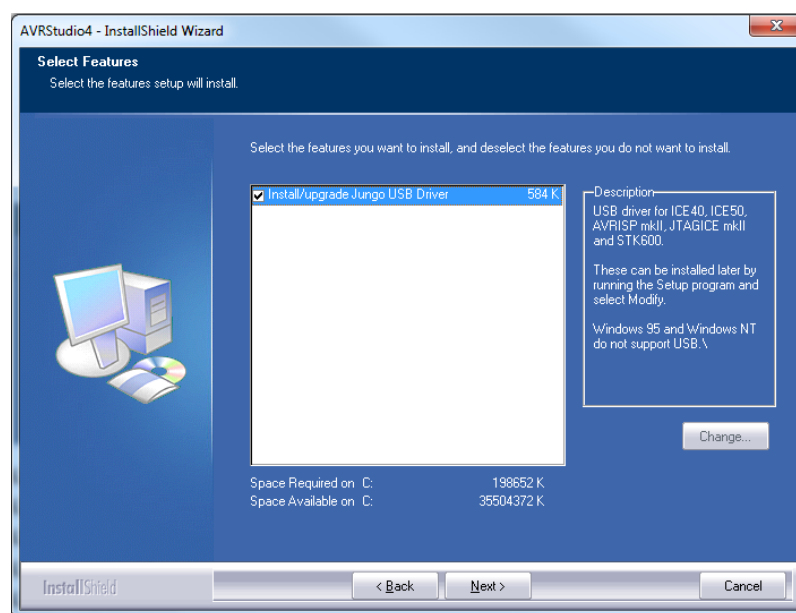 AVRStudio4 - InstallShield Wizard
Select Features
Select the features setup will install.
Select the features you want to install, and deselect the features you do not want to install.
Install/upgrade Jungo USB Driver 584 K
Description
USB driver for ICE40, ICE50,
AVRISP mkII, JTAGICE mkII
and STK600.
These can be installed later by
running the Setup program and
select Modify.
Windows 95 and Windows NT
do not support USB.\
Change...
Space Required on C: 198652 K
Space Available on C: 35504372 K
InstallShield
< Back
Next >
Cancel